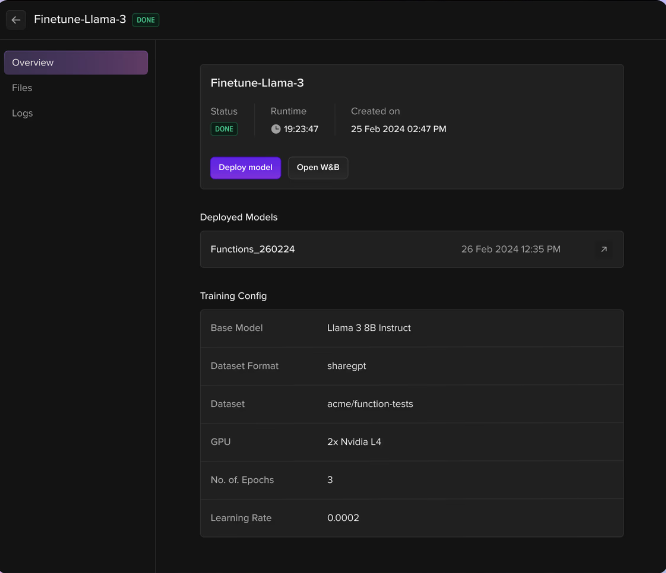 Finetune-Llama-3 DONE
Overview
Files
Logs
Finetune-Llama-3
Status Runtime Created on
DONE 19:23:47 25 Feb 2024 02:47 PM
Deploy model Open W&B
Deployed Models
Functions_260224 26 Feb 2024 12:35 PM
Training Config
Base Model Llama 3 8B Instruct
Dataset Format sharegpt
Dataset acme/function-tests
GPU 2x Nvidia L4
No. of Epochs 3
Learning Rate 0.0002